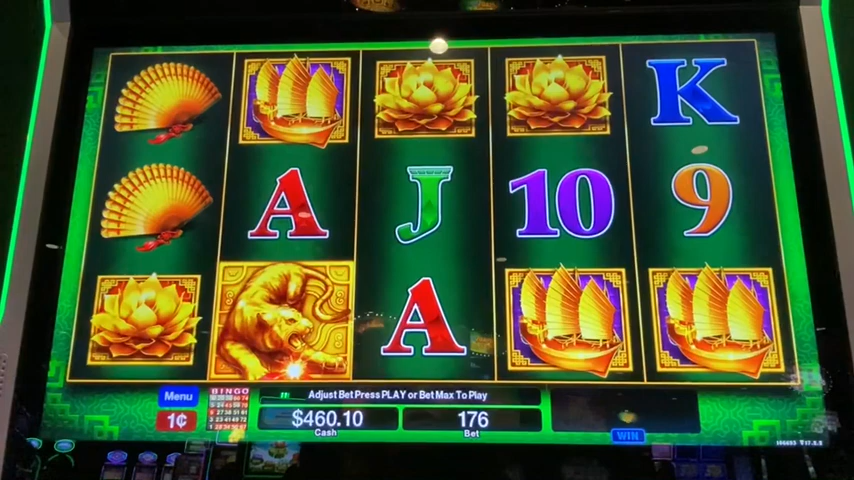 K
A J 10 9
A
Menu
BINGO
Adjust Bet Press PLAY or Bet Max To Play
1¢
$460.10
176
Cash
Bet
WIN